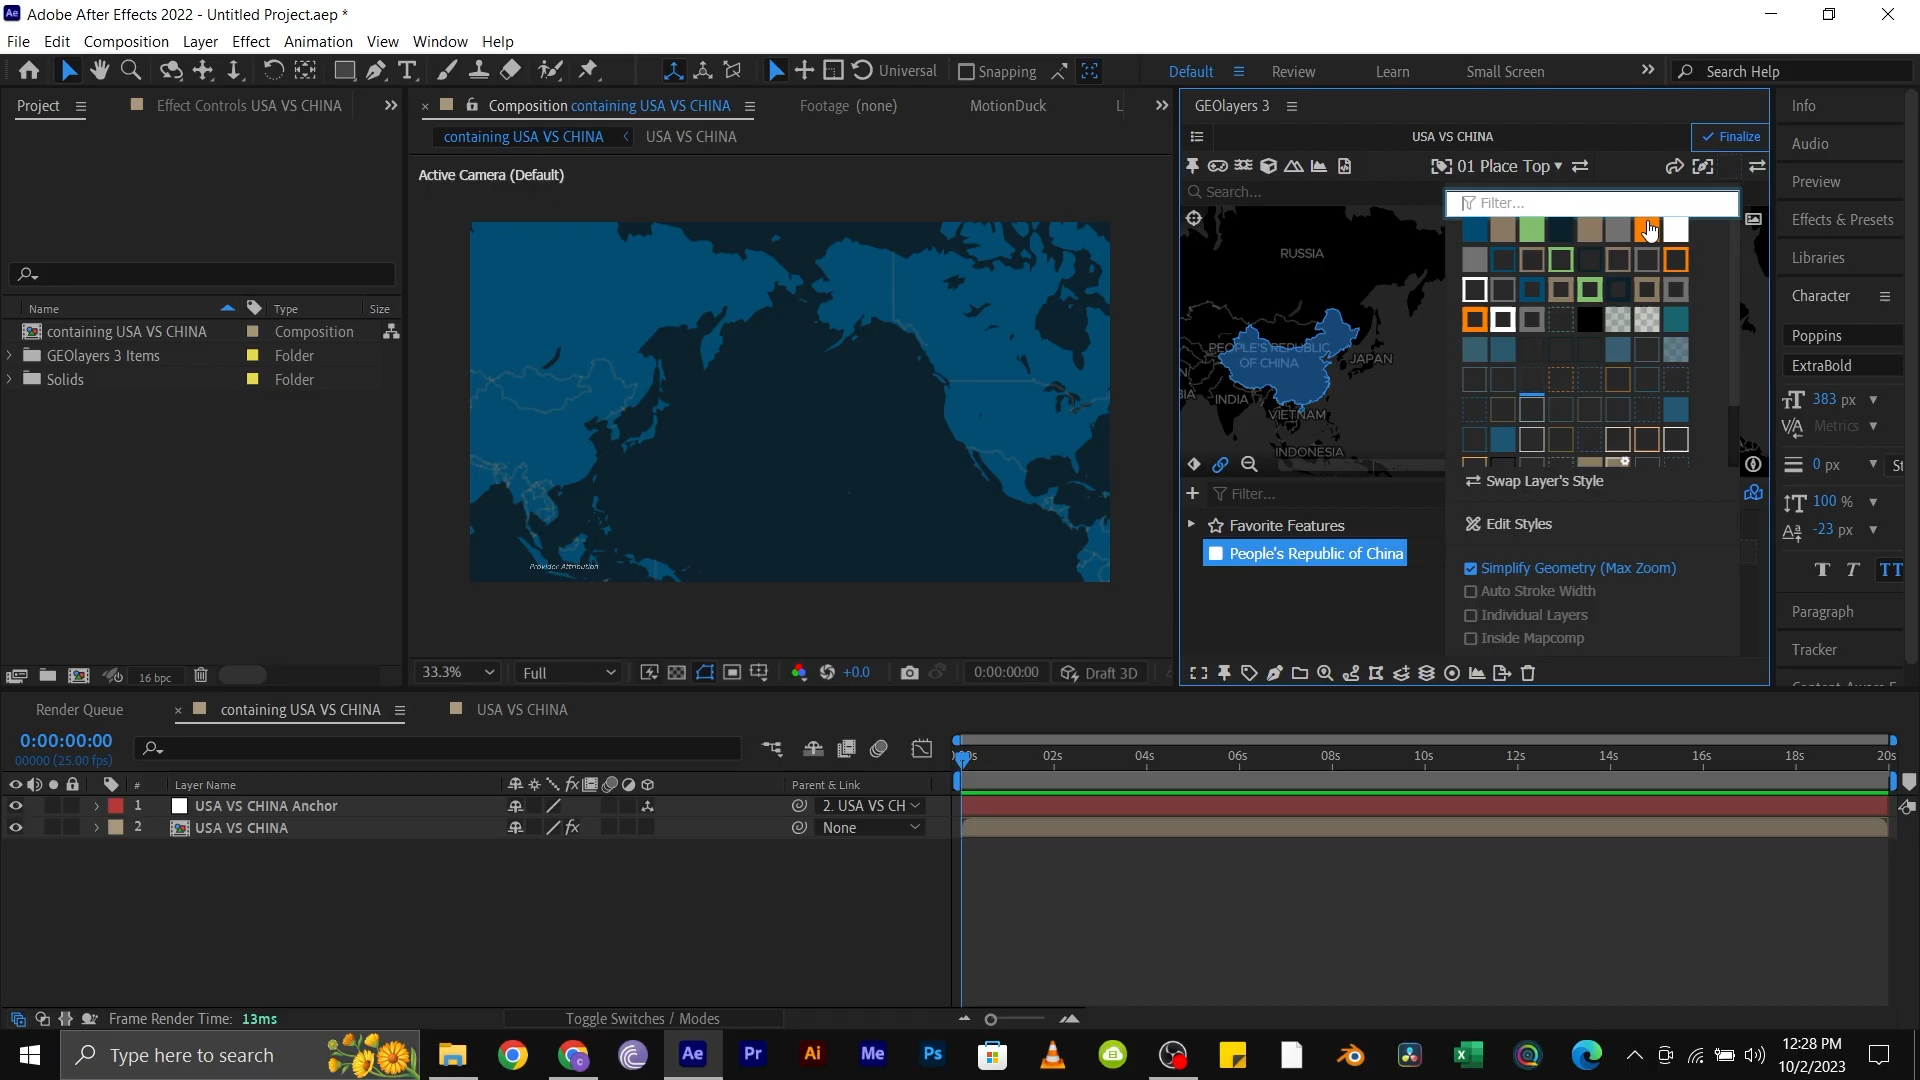 Adobe After Effects 2022 - Untitled Project.aep *
File Edit Composition Layer Effect Animation View Window Help
Universal Snapping Default Review Learn Small Screen Search Help
Project Effect Controls USA VS CHINA
Composition containing USA VS CHINA Footage (none) MotionDuck L
containing USA VS CHINA USA VS CHINA
Active Camera (Default)
Provider Attribution
Name Type Size
containing USA VS CHINA Composition
GEOlayers 3 Items Folder
Solids Folder
16 bpc
33.3% Full +0.0 0:00:00:00 Draft 3D
GEOlayers 3
USA VS CHINA Finalize
01 Place Top
Search...
Filter...
RUSSIA
PEOPLE'S REPUBLIC
OF CHINA
JAPAN
INDIA
VIETNAM
INDONESIA
Filter...
Favorite Features
People's Republic of China
Swap Layer's Style
Edit Styles
Simplify Geometry (Max Zoom)
Auto Stroke Width
Individual Layers
Inside Mapcomp
Info
Audio
Preview
Effects & Presets
Libraries
Character
Poppins
ExtraBold
383 px
Metrics
0 px St
100 %
-23 px
T T TT
Paragraph
Tracker
Render Queue containing USA VS CHINA USA VS CHINA
0:00:00:00
00000 (25.00 fps)
02s 04s 06s 08s 10s 12s 14s 16s 18s 20s
# Layer Name Parent & Link
1 USA VS CHINA Anchor 2. USA VS CH
2 USA VS CHINA None
Frame Render Time: 13ms Toggle Switches / Modes
Type here to search
Ae Pr Ai Me Ps
12:28 PM
10/2/2023